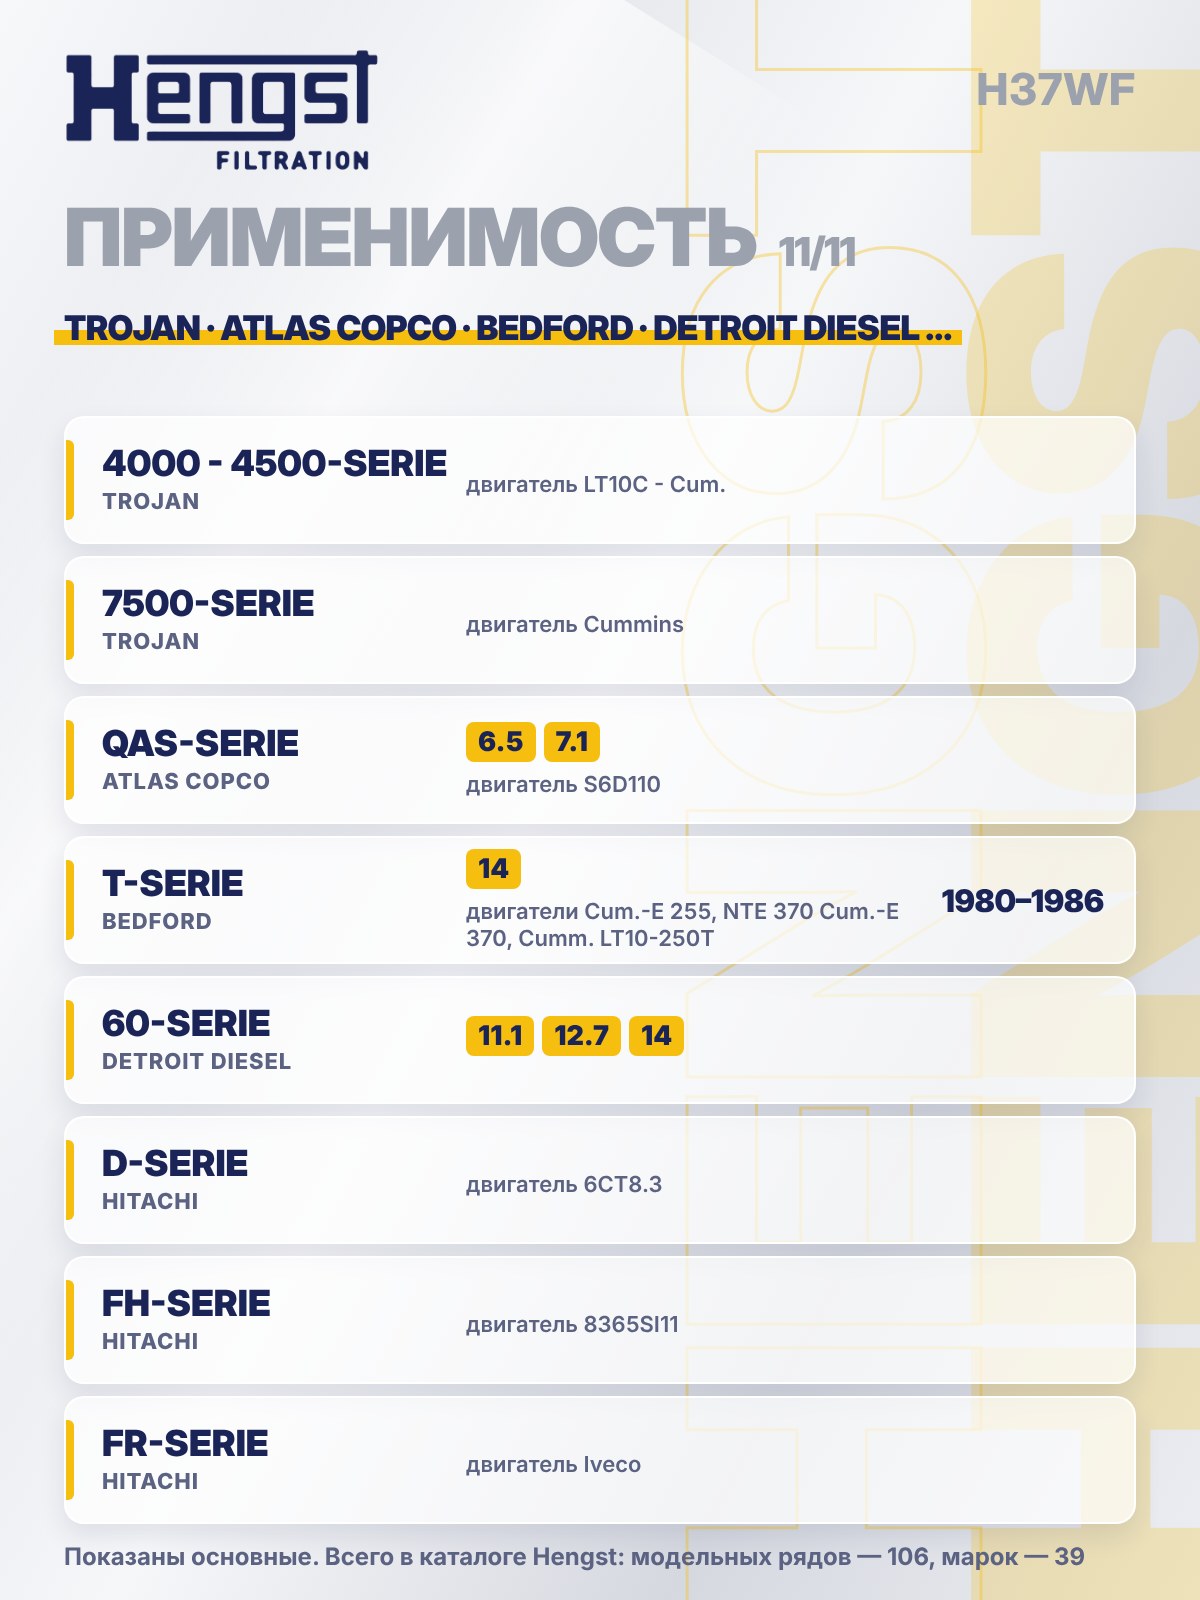 Hengst
FILTRATION
H37WF
ПРИМЕНИМОСТЬ 11/11
TROJAN · ATLAS COPCO · BEDFORD · DETROIT DIESEL ...
4000 - 4500-SERIE
TROJAN
двигатель LT10C - Cum.
7500-SERIE
TROJAN
двигатель Cummins
QAS-SERIE
ATLAS COPCO
6.5 7.1
двигатель S6D110
T-SERIE
BEDFORD
14
двигатели Cum.-E 255, NTE 370 Cum.-E
370, Cumm. LT10-250T
1980–1986
60-SERIE
DETROIT DIESEL
11.1 12.7 14
D-SERIE
HITACHI
двигатель 6CT8.3
FH-SERIE
HITACHI
двигатель 8365SI11
FR-SERIE
HITACHI
двигатель Iveco
Показаны основные. Всего в каталоге Hengst: модельных рядов — 106, марок — 39
HENGST
HENGST